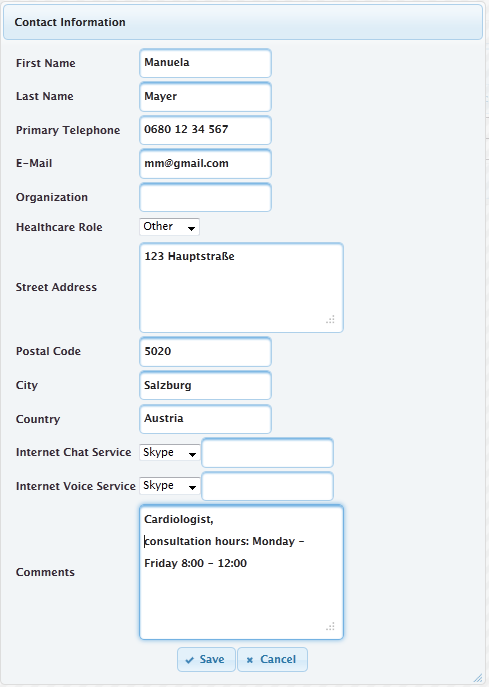 Contact Information
First Name Manuela
Last Name Mayer
Primary Telephone 0680 12 34 567
E-Mail mm@gmail.com
Organization
Healthcare Role Other
Street Address 123 Hauptstraße
Postal Code 5020
City Salzburg
Country Austria
Internet Chat Service Skype
Internet Voice Service Skype
Comments Cardiologist,
consultation hours: Monday -
Friday 8:00 - 12:00
Save Cancel